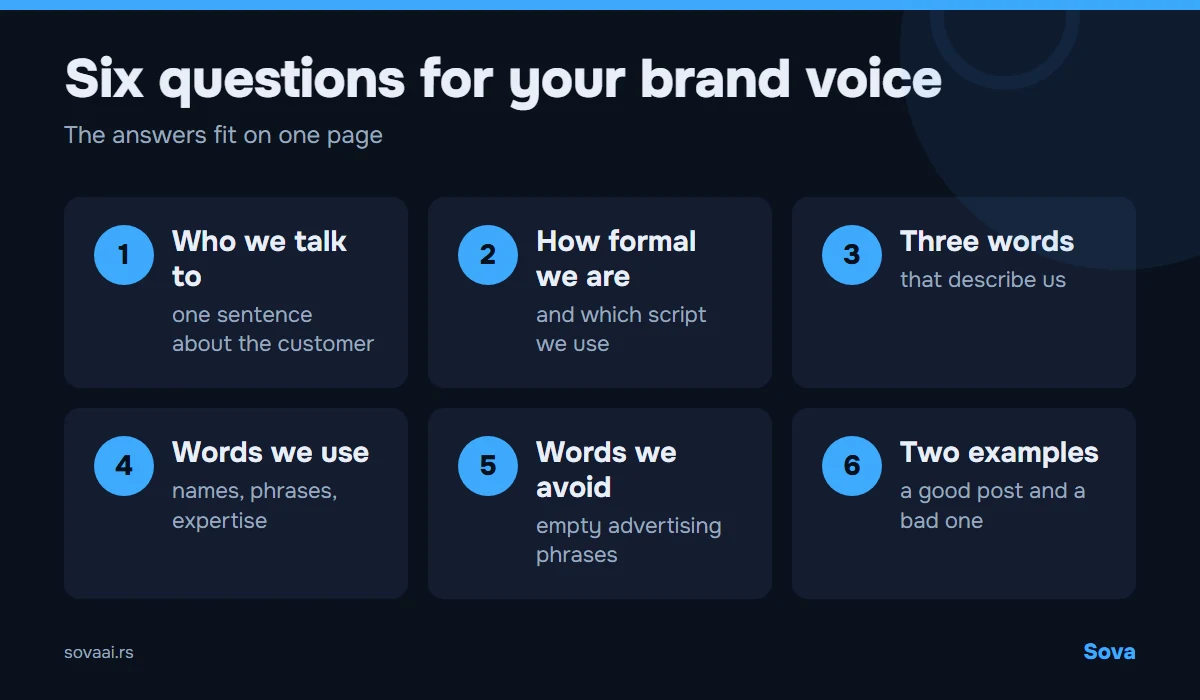 Six questions for your brand voice
The answers fit on one page
1
Who we talk
to
one sentence
about the customer
2
How formal
we are
and which script
we use
3
Three words
that describe us
4
Words we use
names, phrases,
expertise
5
Words we
avoid
empty advertising
phrases
6
Two examples
a good post and a
bad one
sovaai.rs
Sova